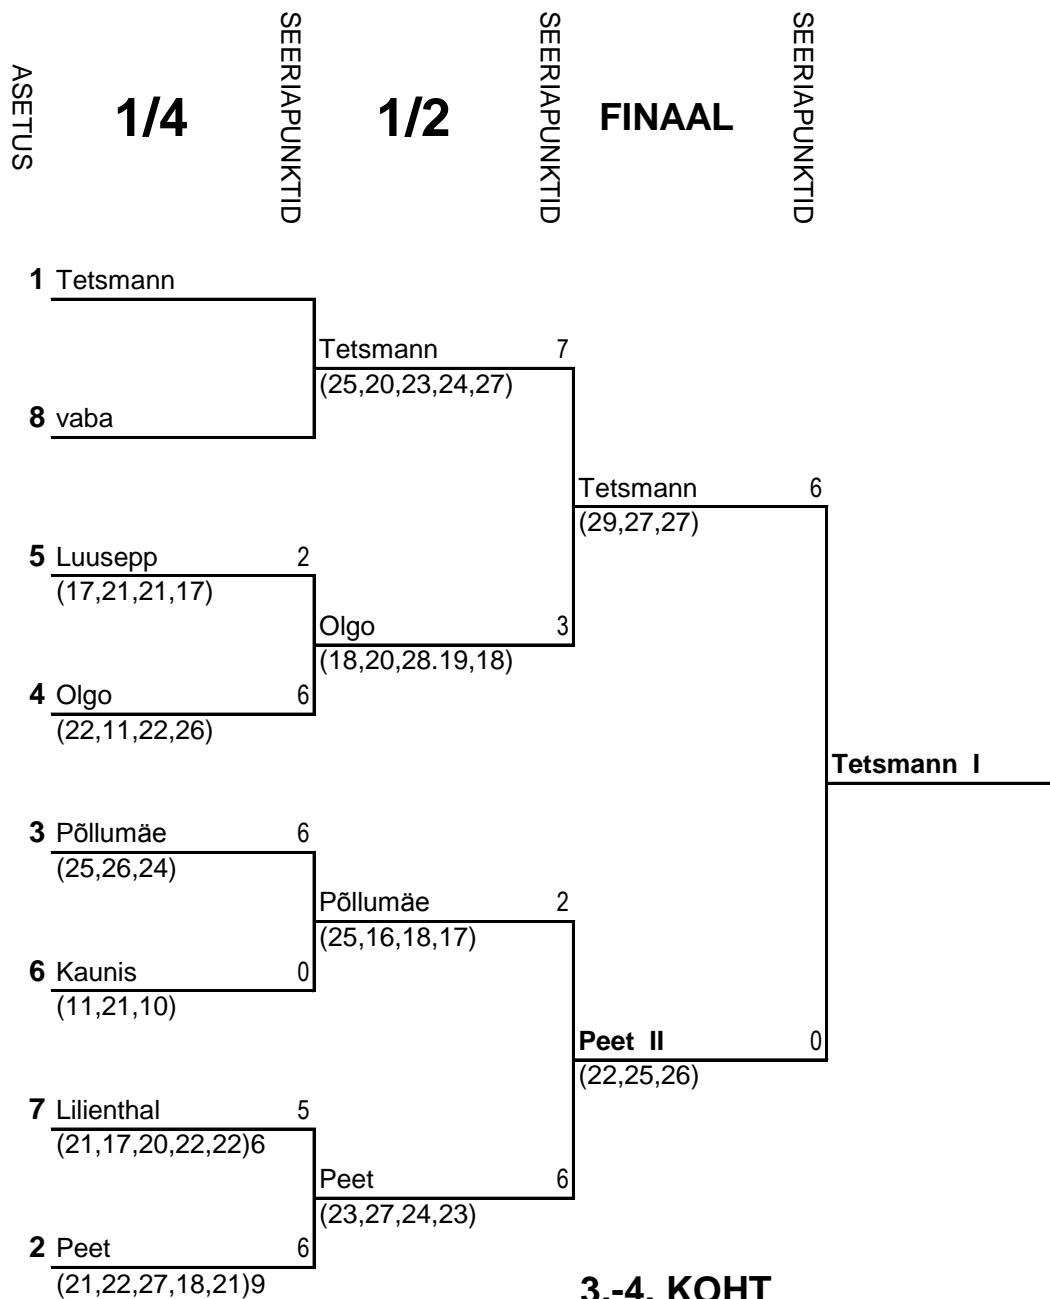 ASETUS
1/4
SEERIAPUNKTID
1/2
SEERIAPUNKTID
FINAAL
SEERIAPUNKTID
1 Tetsmann
Tetsmann 7
(25,20,23,24,27)
8 vaba
Tetsmann 6
(29,27,27)
5 Luusepp 2
(17,21,21,17)
Olgo 3
(18,20,28.19,18)
4 Olgo 6
(22,11,22,26)
Tetsmann I
3 Põllumäe 6
(25,26,24)
Põllumäe 2
(25,16,18,17)
6 Kaunis 0
(11,21,10)
Peet II 0
(22,25,26)
7 Lilienthal 5
(21,17,20,22,22)6
Peet 6
(23,27,24,23)
2 Peet 6
(21,22,27,18,21)9
3.-4. KOHT